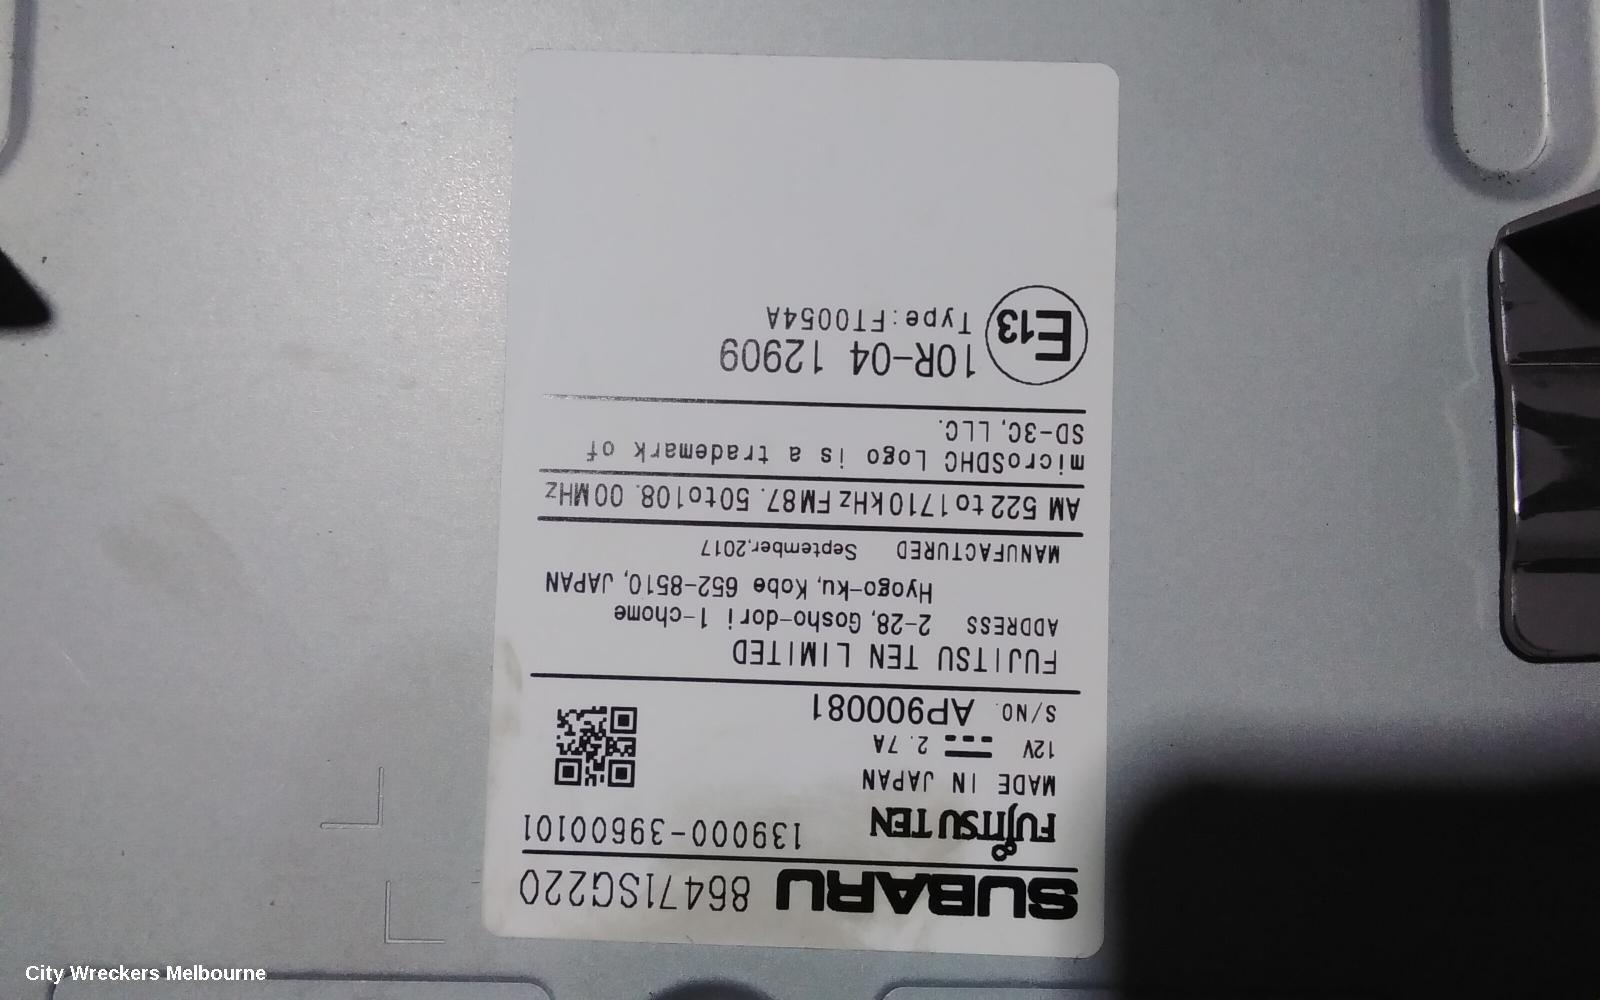 SUBARU 86471SG220
FUJITSU TEN 139000-39600101
MADE IN JAPAN
12V 2.7A
S/NO. AP900081
FUJITSU TEN LIMITED
ADDRESS 2-28, Gosho-dori 1-chome
Hyogo-ku, Kobe 652-8510, JAPAN
MANUFACTURED September,2017
AM 522to1710kHz FM87.50to108.00MHz
microSDHC Logo is a trademark of
SD-3C, LLC.
E13 10R-04 12909
Type:FT0054A
City Wreckers Melbourne